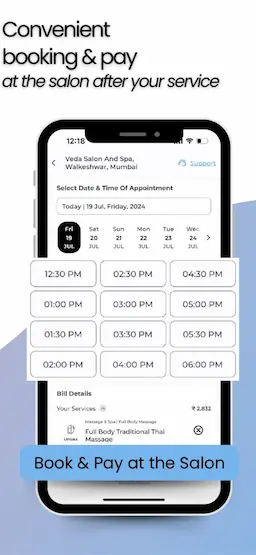 Convenient
booking & pay
at the salon after your service
12:18
Veda Salon And Spa,
Walkeshwar, Mumbai
Support
Select Date & Time Of Appointment
Today | 19 Jul, Friday, 2024
Fri Sat Sun Mon Tue Wed
19 20 21 22 23 24
JUL JUL JUL JUL JUL JUL
12:30 PM 02:30 PM 04:30 PM
01:00 PM 03:00 PM 05:00 PM
01:30 PM 03:30 PM 05:30 PM
02:00 PM 04:00 PM 06:00 PM
Bill Details
Your Services ₹ 2,832
Massage & Spa | Full Body Massage
Full Body Traditional Thai
Massage
Unisex
Book & Pay at the Salon